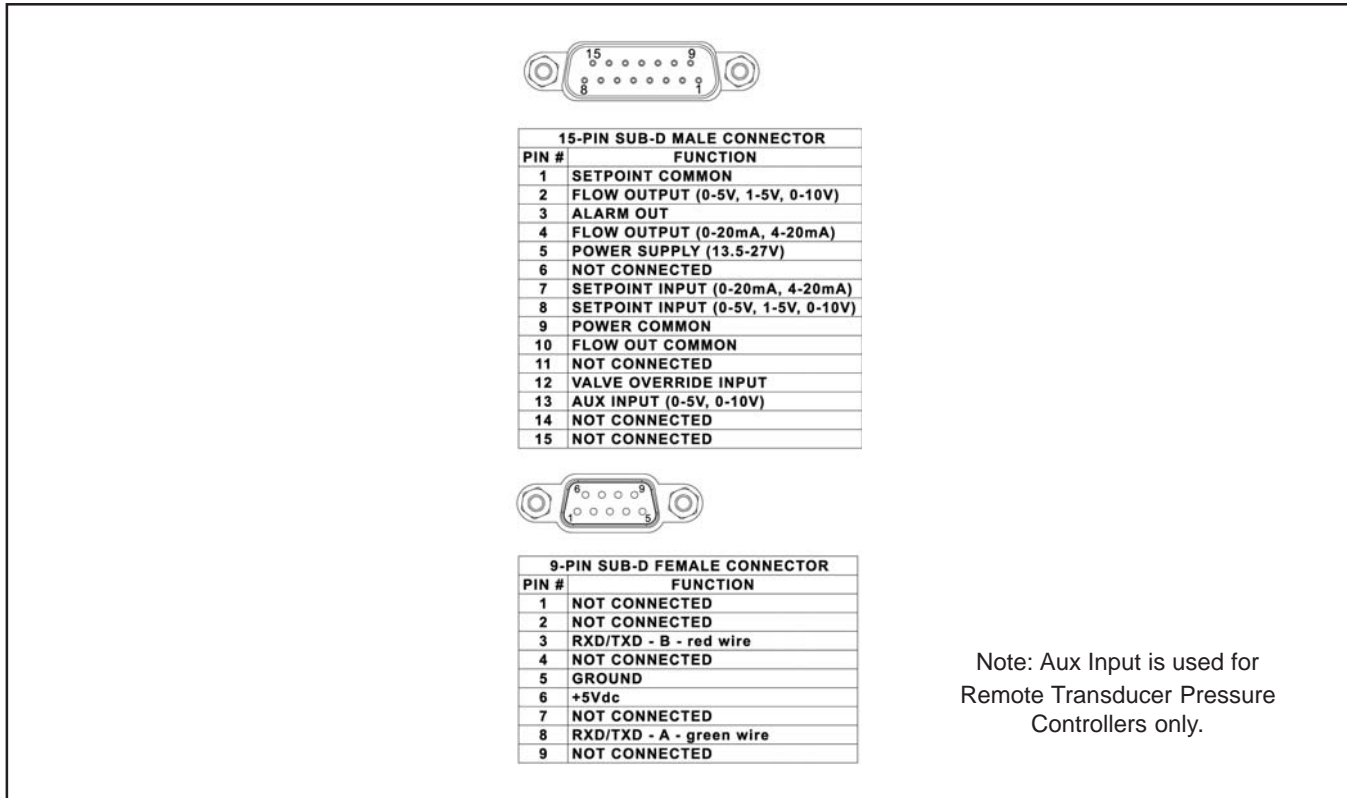 15 9
8 1
15-PIN SUB-D MALE CONNECTOR
PIN # FUNCTION
1 SETPOINT COMMON
2 FLOW OUTPUT (0-5V, 1-5V, 0-10V)
3 ALARM OUT
4 FLOW OUTPUT (0-20mA, 4-20mA)
5 POWER SUPPLY (13.5-27V)
6 NOT CONNECTED
7 SETPOINT INPUT (0-20mA, 4-20mA)
8 SETPOINT INPUT (0-5V, 1-5V, 0-10V)
9 POWER COMMON
10 FLOW OUT COMMON
11 NOT CONNECTED
12 VALVE OVERRIDE INPUT
13 AUX INPUT (0-5V, 0-10V)
14 NOT CONNECTED
15 NOT CONNECTED
6 9
1 5
9-PIN SUB-D FEMALE CONNECTOR
PIN # FUNCTION
1 NOT CONNECTED
2 NOT CONNECTED
3 RXD/TXD - B - red wire
4 NOT CONNECTED
5 GROUND
6 +5Vdc
7 NOT CONNECTED
8 RXD/TXD - A - green wire
9 NOT CONNECTED
Note: Aux Input is used for
Remote Transducer Pressure
Controllers only.